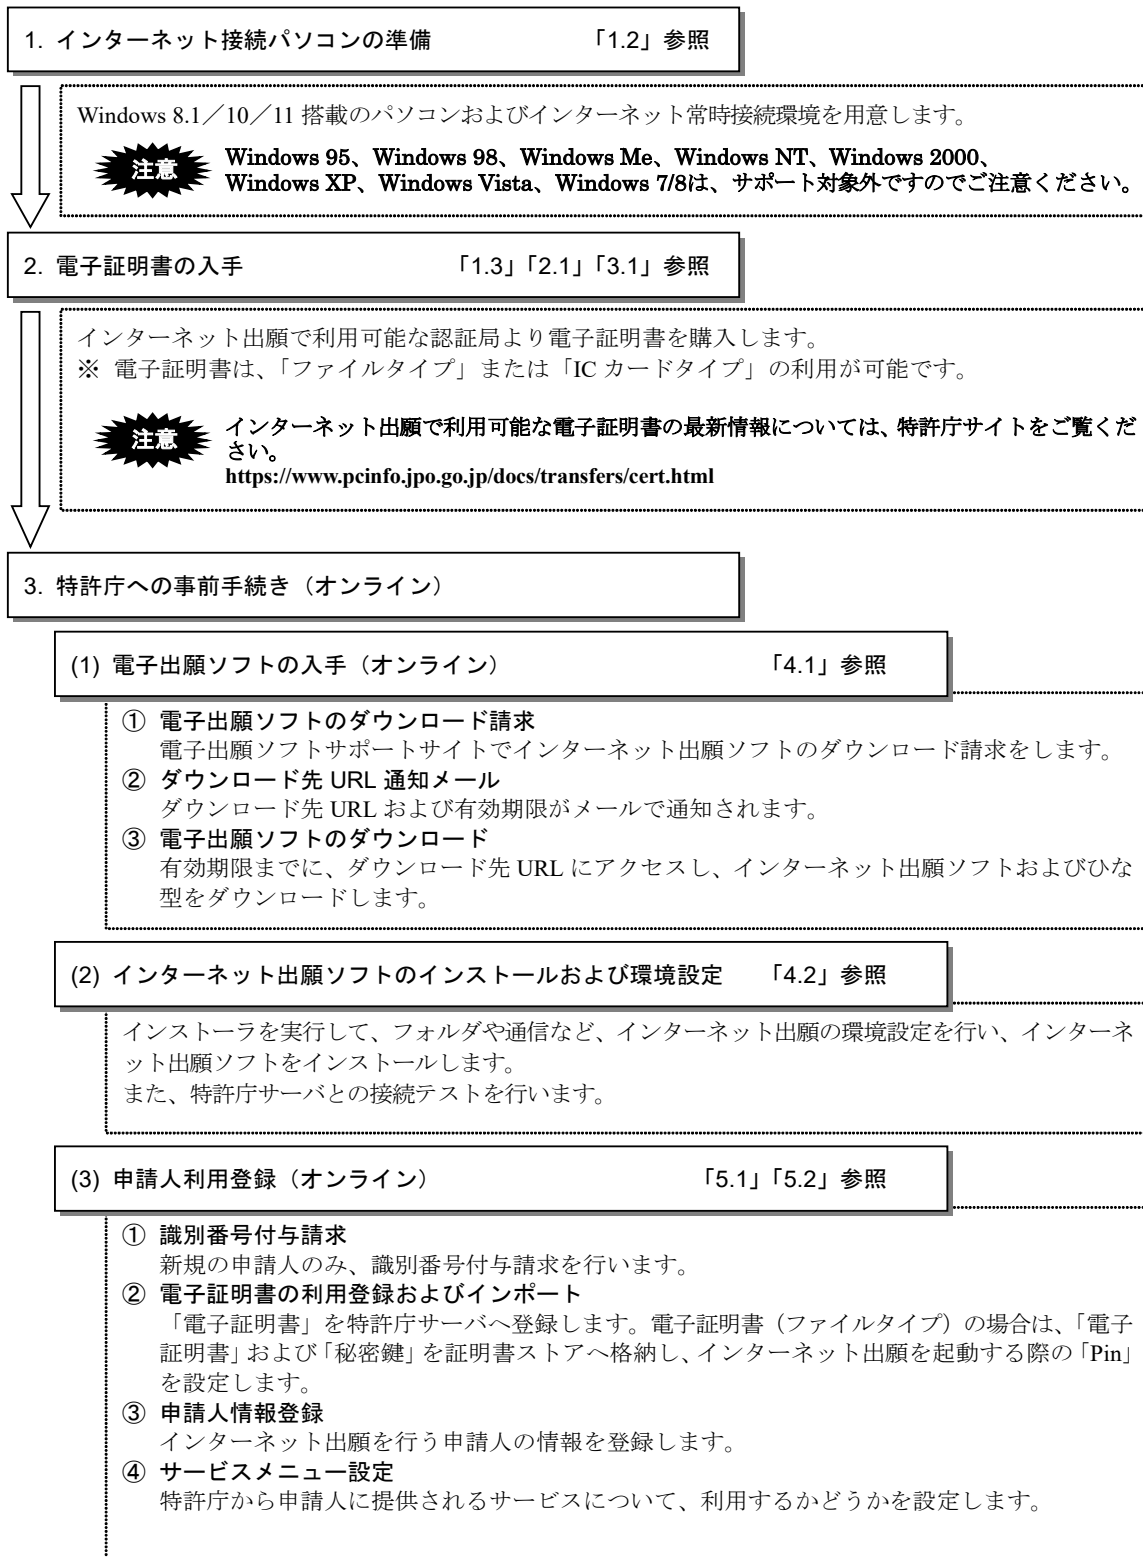 1. インターネット接続パソコンの準備 「1.2」参照
Windows 8.1／10／11 搭載のパソコンおよびインターネット常時接続環境を用意します。
注意
Windows 95、Windows 98、Windows Me、Windows NT、Windows 2000、
Windows XP、Windows Vista、Windows 7/8は、サポート対象外ですのでご注意ください。
2. 電子証明書の入手 「1.3」「2.1」「3.1」参照
インターネット出願で利用可能な認証局より電子証明書を購入します。
※ 電子証明書は、「ファイルタイプ」または「IC カードタイプ」の利用が可能です。
注意
インターネット出願で利用可能な電子証明書の最新情報については、特許庁サイトをご覧くだ
さい。
https://www.pcinfo.jpo.go.jp/docs/transfers/cert.html
3. 特許庁への事前手続き（オンライン）
(1) 電子出願ソフトの入手（オンライン） 「4.1」参照
① 電子出願ソフトのダウンロード請求
電子出願ソフトサポートサイトでインターネット出願ソフトのダウンロード請求をします。
② ダウンロード先 URL 通知メール
ダウンロード先 URL および有効期限がメールで通知されます。
③ 電子出願ソフトのダウンロード
有効期限までに、ダウンロード先 URL にアクセスし、インターネット出願ソフトおよびひな
型をダウンロードします。
(2) インターネット出願ソフトのインストールおよび環境設定 「4.2」参照
インストーラを実行して、フォルダや通信など、インターネット出願の環境設定を行い、インターネ
ット出願ソフトをインストールします。
また、特許庁サーバとの接続テストを行います。
(3) 申請人利用登録（オンライン） 「5.1」「5.2」参照
① 識別番号付与請求
新規の申請人のみ、識別番号付与請求を行います。
② 電子証明書の利用登録およびインポート
「電子証明書」を特許庁サーバへ登録します。電子証明書（ファイルタイプ）の場合は、「電子
証明書」および「秘密鍵」を証明書ストアへ格納し、インターネット出願を起動する際の「Pin」
を設定します。
③ 申請人情報登録
インターネット出願を行う申請人の情報を登録します。
④ サービスメニュー設定
特許庁から申請人に提供されるサービスについて、利用するかどうかを設定します。